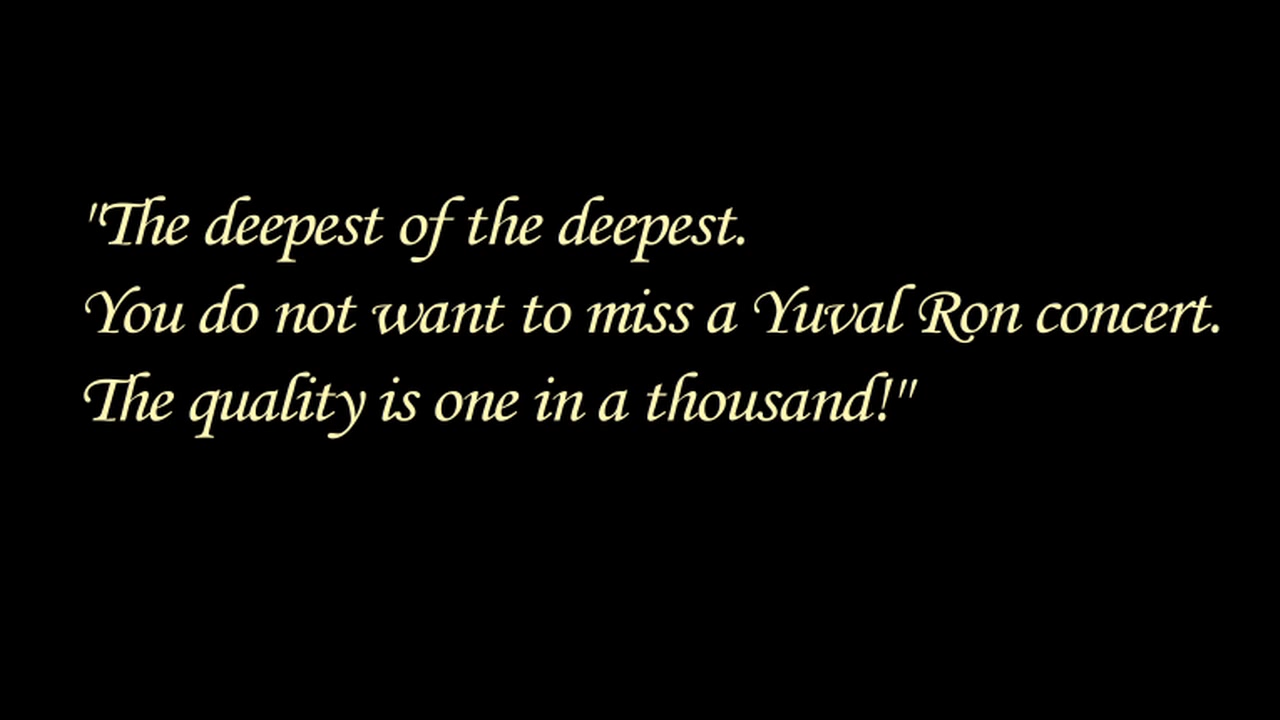 "The deepest of the deepest.
You do not want to miss a Yuval Ron concert.
The quality is one in a thousand!"